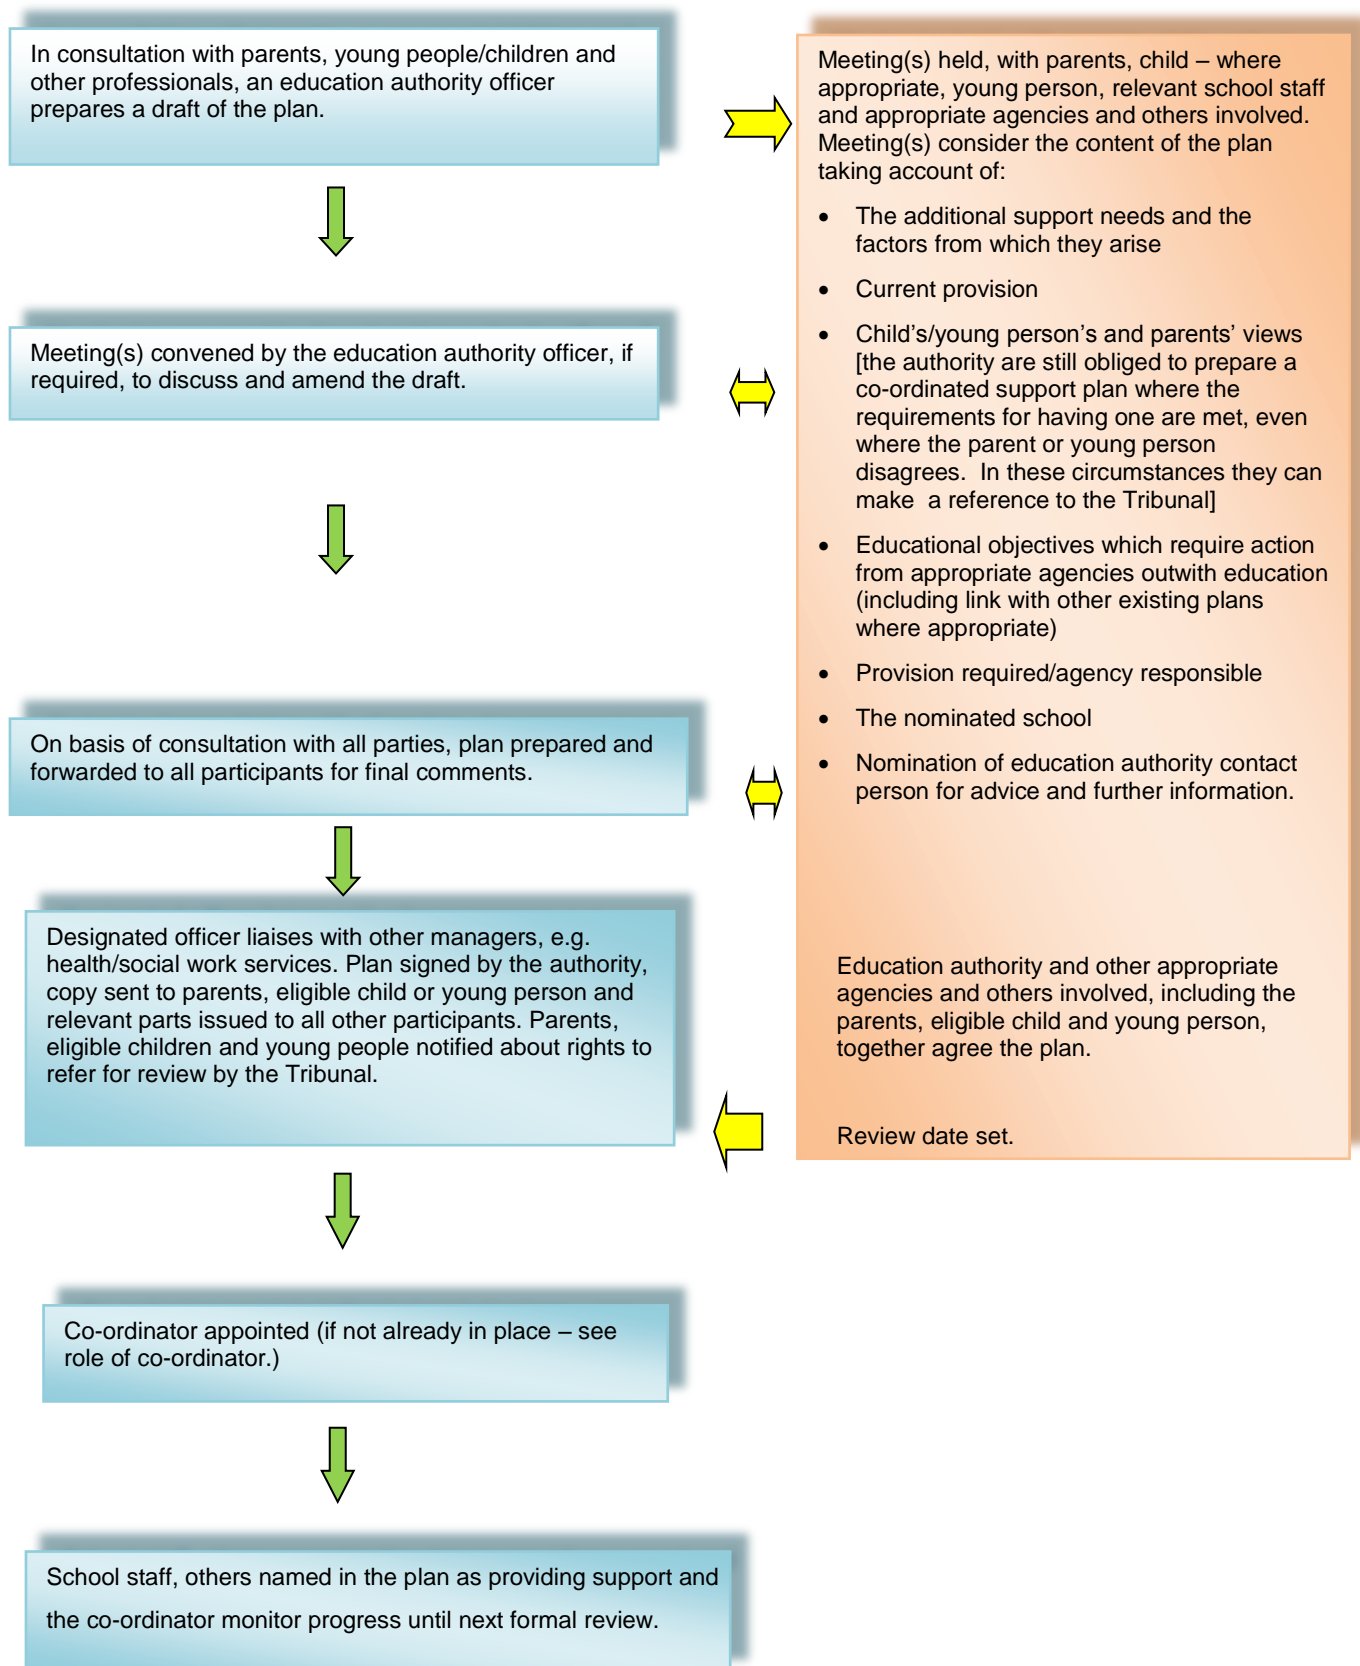 In consultation with parents, young people/children and
other professionals, an education authority officer
prepares a draft of the plan.
Meeting(s) convened by the education authority officer, if
required, to discuss and amend the draft.
On basis of consultation with all parties, plan prepared and
forwarded to all participants for final comments.
Designated officer liaises with other managers, e.g.
health/social work services. Plan signed by the authority,
copy sent to parents, eligible child or young person and
relevant parts issued to all other participants. Parents,
eligible children and young people notified about rights to
refer for review by the Tribunal.
Co-ordinator appointed (if not already in place – see
role of co-ordinator.)
School staff, others named in the plan as providing support and
the co-ordinator monitor progress until next formal review.
Meeting(s) held, with parents, child – where
appropriate, young person, relevant school staff
and appropriate agencies and others involved.
Meeting(s) consider the content of the plan
taking account of:
• The additional support needs and the
factors from which they arise
• Current provision
• Child’s/young person’s and parents’ views
[the authority are still obliged to prepare a
co-ordinated support plan where the
requirements for having one are met, even
where the parent or young person
disagrees.  In these circumstances they can
make  a reference to the Tribunal]
• Educational objectives which require action
from appropriate agencies outwith education
(including link with other existing plans
where appropriate)
• Provision required/agency responsible
• The nominated school
• Nomination of education authority contact
person for advice and further information.
Education authority and other appropriate
agencies and others involved, including the
parents, eligible child and young person,
together agree the plan.
Review date set.